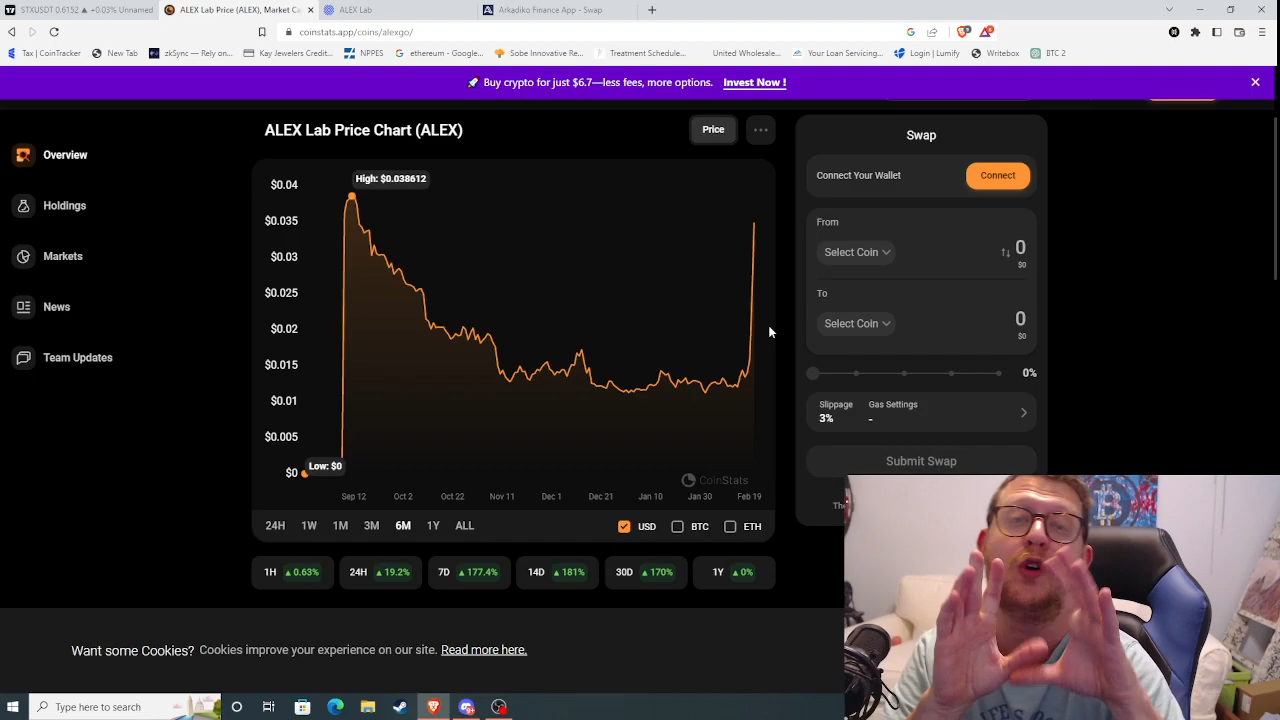 STXUSDT 0.6152 ▲ +0.03% Unnamed
ALEX Lab Price (ALEX), Market Ca
ALEX Lab
Arkadiko Finance App - Swap
coinstats.app/coins/alexgo/
Tax | CoinTracker
New Tab
zkSync — Rely on...
Kay Jewelers Credit...
NPPES
ethereum - Google...
Sobe Innovative Re...
Treatment Schedule...
United Wholesale...
Your Loan Servicing...
Login | Lumify
Writebox
BTC 2
🚀 Buy crypto for just $6.7—less fees, more options. Invest Now !
Overview
Holdings
Markets
News
Team Updates
ALEX Lab Price Chart (ALEX)
Price
High: $0.038612
$0.04
$0.035
$0.03
$0.025
$0.02
$0.015
$0.01
$0.005
$0
Low: $0
CoinStats
Sep 12 Oct 2 Oct 22 Nov 11 Dec 1 Dec 21 Jan 10 Jan 30 Feb 19
24H 1W 1M 3M 6M 1Y ALL
USD BTC ETH
1H ▲ 0.63%
24H ▲ 19.2%
7D ▲ 177.4%
14D ▲ 181%
30D ▲ 170%
1Y ▲ 0%
Swap
Connect Your Wallet
Connect
From
Select Coin
0
$0
To
Select Coin
0
$0
0%
Slippage
3%
Gas Settings
-
Submit Swap
Want some Cookies? Cookies improve your experience on our site. Read more here.
Type here to search